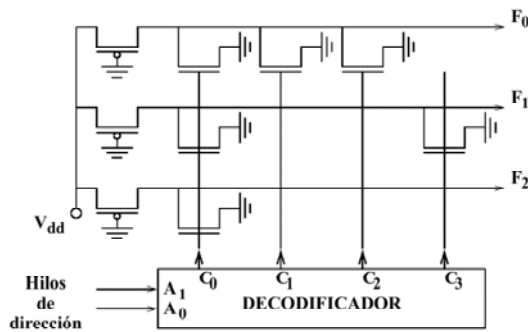 F0
F1
F2
Vdd
C0 C1 C2 C3
Hilos
de
dirección
A1
A0
DECODIFICADOR